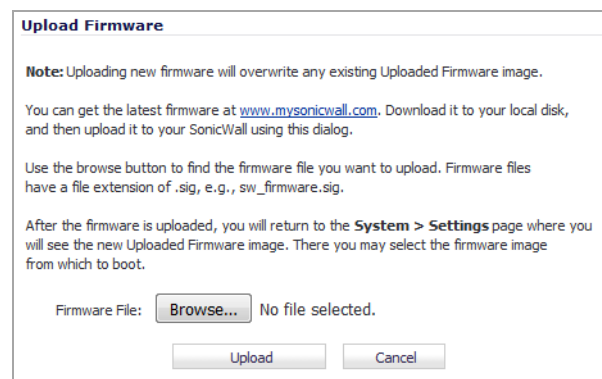 Upload Firmware
Note: Uploading new firmware will overwrite any existing Uploaded Firmware image.
You can get the latest firmware at www.mysonicwall.com. Download it to your local disk,
and then upload it to your SonicWall using this dialog.
Use the browse button to find the firmware file you want to upload. Firmware files
have a file extension of .sig, e.g., sw_firmware.sig.
After the firmware is uploaded, you will return to the System > Settings page where you
will see the new Uploaded Firmware image. There you may select the firmware image
from which to boot.
Firmware File: Browse... No file selected.
Upload Cancel